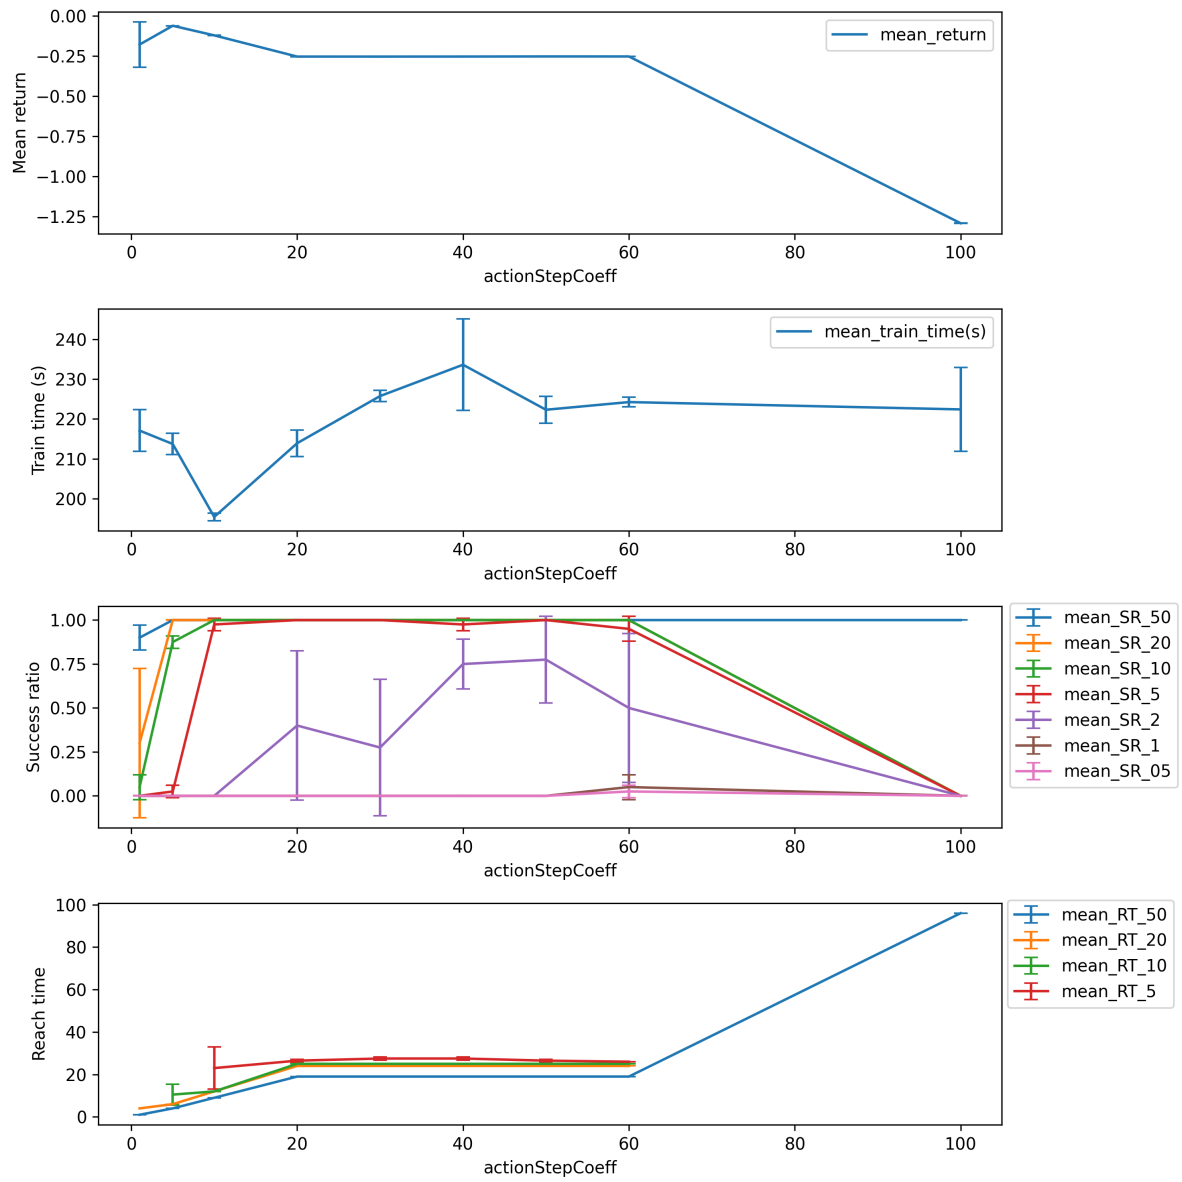 0.00
−0.25
−0.50
−0.75
−1.00
−1.25
Mean return
mean_return
0 20 40 60 80 100
actionStepCoeff
240
230
220
210
200
Train time (s)
mean_train_time(s)
0 20 40 60 80 100
actionStepCoeff
1.00
0.75
0.50
0.25
0.00
Success ratio
mean_SR_50
mean_SR_20
mean_SR_10
mean_SR_5
mean_SR_2
mean_SR_1
mean_SR_05
0 20 40 60 80 100
actionStepCoeff
100
80
60
40
20
0
Reach time
mean_RT_50
mean_RT_20
mean_RT_10
mean_RT_5
0 20 40 60 80 100
actionStepCoeff